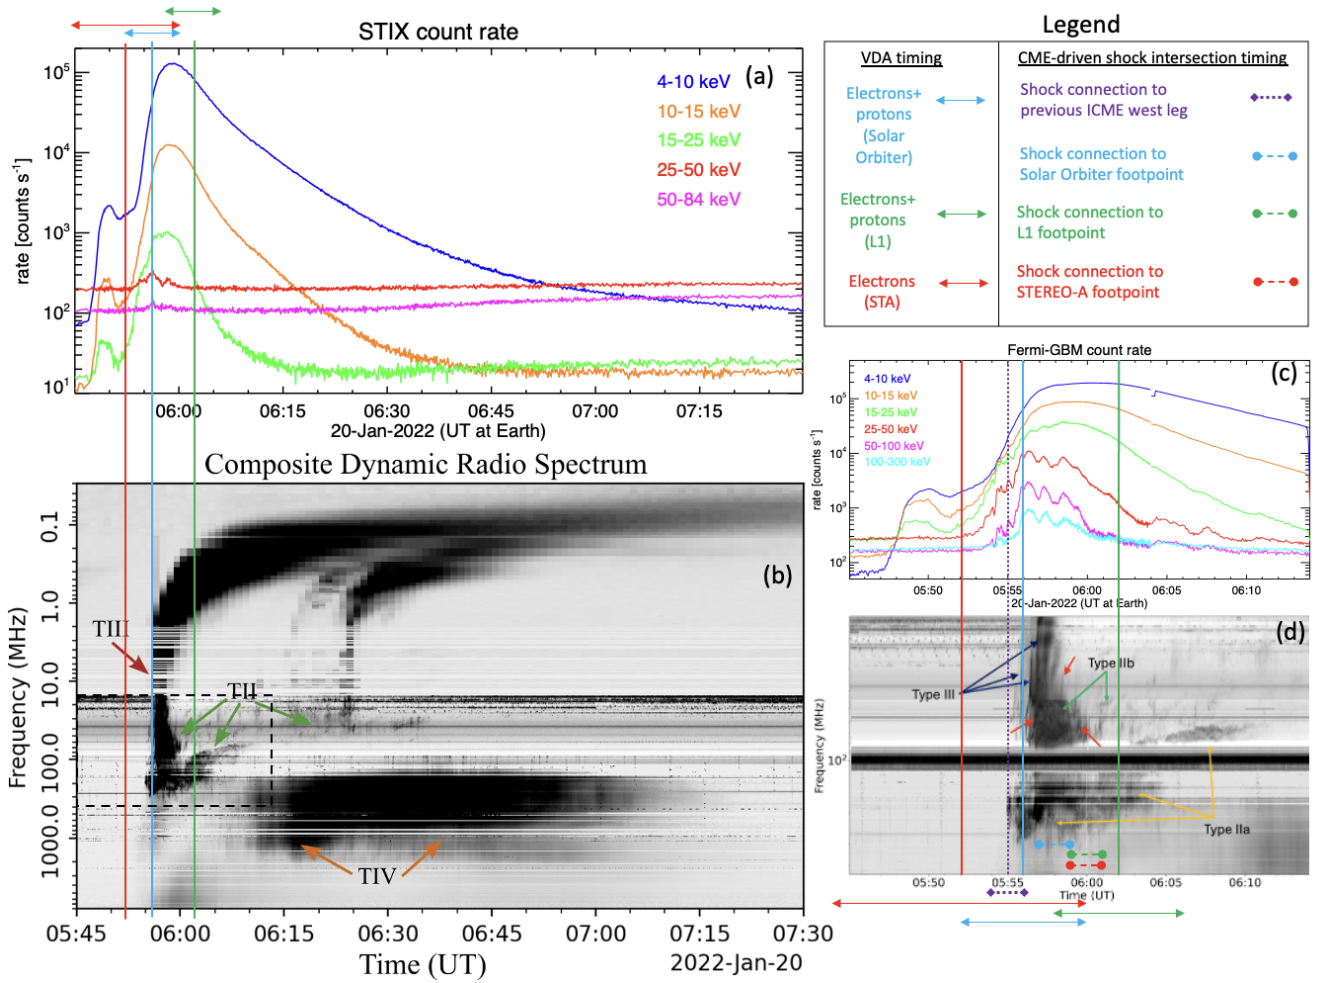 STIX count rate
(a)
4-10 keV
10-15 keV
15-25 keV
25-50 keV
50-84 keV
rate [counts s⁻¹]
10⁵
10⁴
10³
10²
10¹
06:00 06:15 06:30 06:45 07:00 07:15
20-Jan-2022 (UT at Earth)
Legend
VDA timing
CME-driven shock intersection timing
Electrons+
protons
(Solar
Orbiter)
Shock connection to
previous ICME west leg
Shock connection to
Solar Orbiter footpoint
Electrons+
protons
(L1)
Shock connection to
L1 footpoint
Electrons
(STA)
Shock connection to
STEREO-A footpoint
Composite Dynamic Radio Spectrum
(b)
Frequency (MHz)
0.1
1.0
10.0
100.0
1000.0
TIII
TII
TIV
05:45 06:00 06:15 06:30 06:45 07:00 07:15 07:30
Time (UT)
2022-Jan-20
Fermi-GBM count rate
(c)
4-10 keV
10-15 keV
15-25 keV
25-50 keV
50-100 keV
100-300 keV
rate [counts s⁻¹]
10⁵
10⁴
10³
10²
05:50 05:55 06:00 06:05 06:10
20-Jan-2022 (UT at Earth)
(d)
Type IIb
Type III
Frequency (MHz)
10²
Type IIa
05:50 05:55 06:00 06:05 06:10
Time (UT)